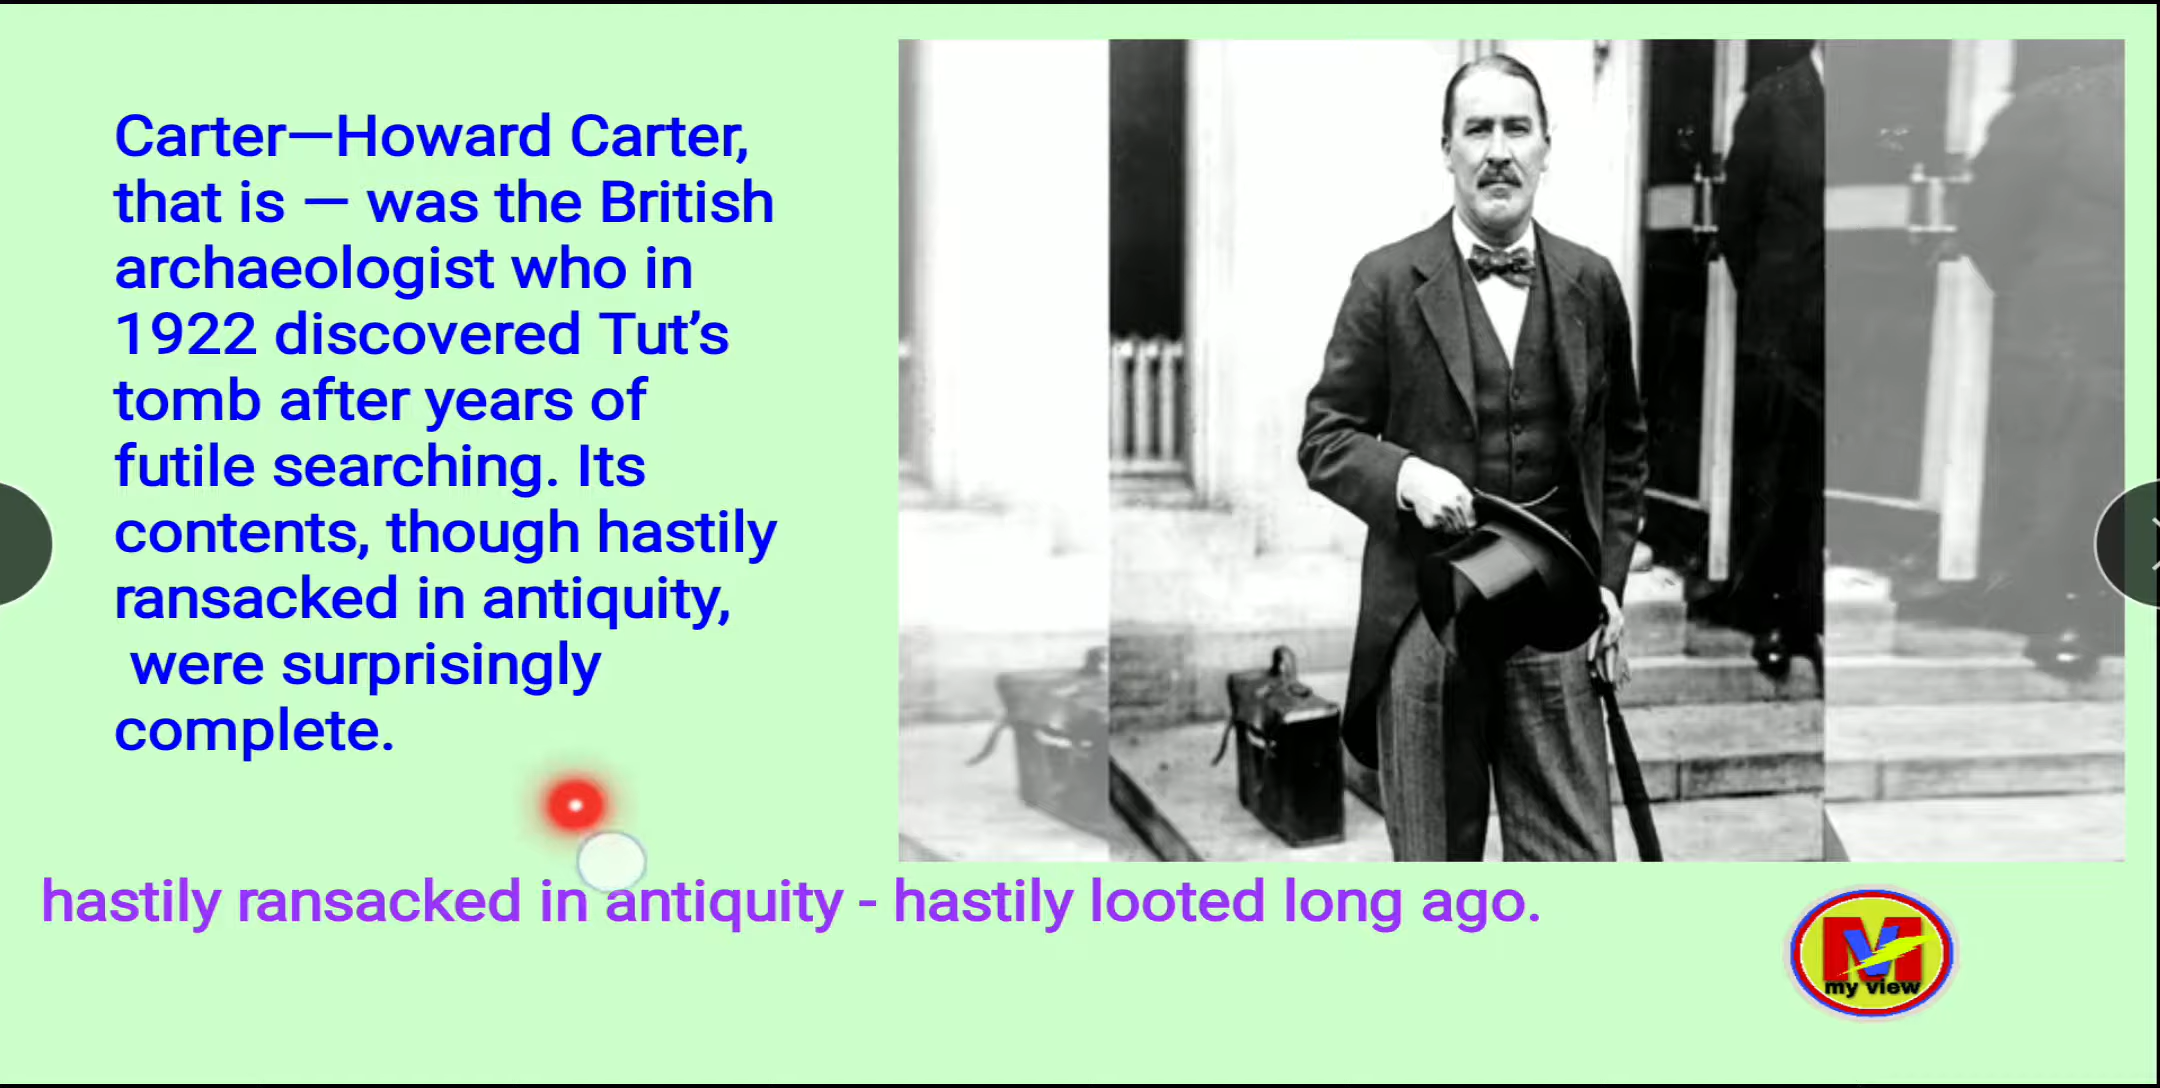 Carter—Howard Carter,
that is — was the British
archaeologist who in
1922 discovered Tut’s
tomb after years of
futile searching. Its
contents, though hastily
ransacked in antiquity,
were surprisingly
complete.
hastily ransacked in antiquity - hastily looted long ago.
MV
my view